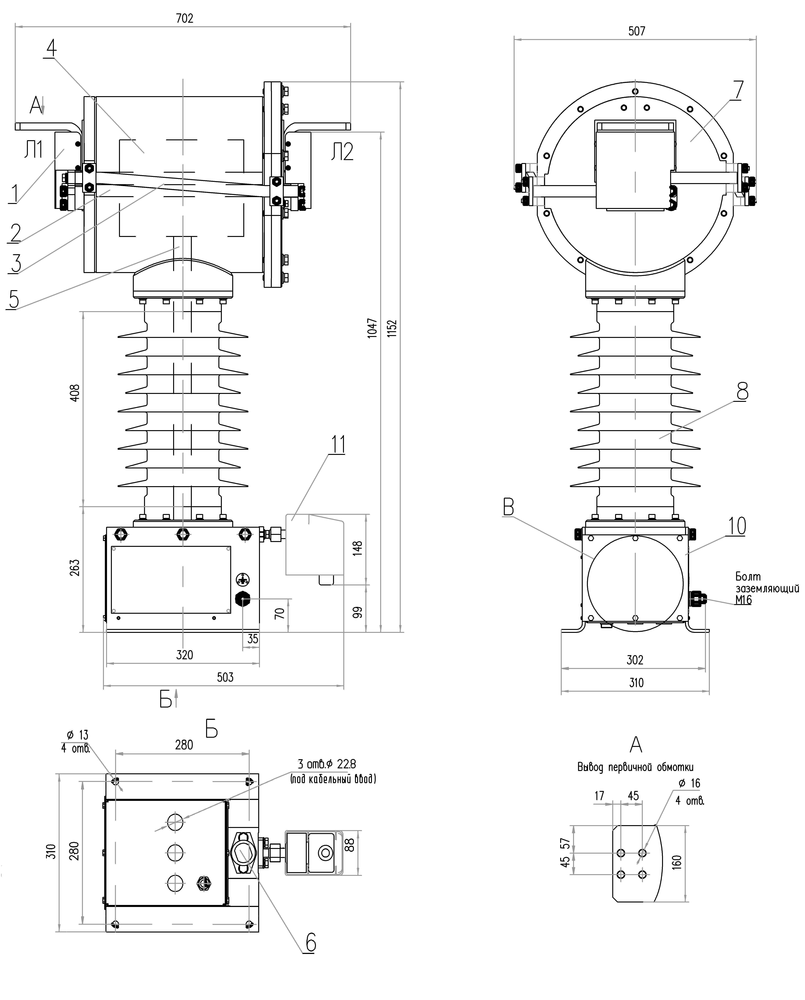 702
507
4
7
А
Л1
Л2
1
2
3
5
1047
1152
408
8
11
В
10
263
148
Болт
заземляющий
М16
70
99
35
320
302
503
310
Б
Б
А
ϕ 13
4 отв.
280
3 отв.ϕ 22.8
(под кабельный ввод)
Вывод первичной обмотки
ϕ 16
17
45
4 отв.
310
280
88
57
45
160
6